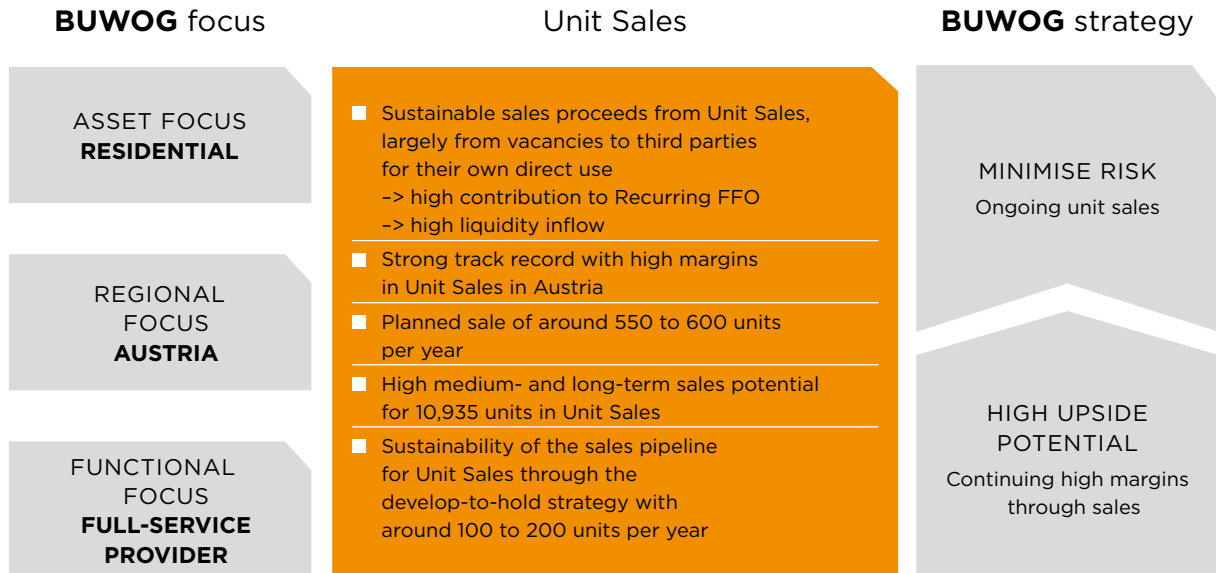 BUWOG focus
ASSET FOCUS
RESIDENTIAL
REGIONAL
FOCUS
AUSTRIA
FUNCTIONAL
FOCUS
FULL-SERVICE
PROVIDER
Unit Sales
Sustainable sales proceeds from Unit Sales,
largely from vacancies to third parties
for their own direct use
–> high contribution to Recurring FFO
–> high liquidity inflow
Strong track record with high margins
in Unit Sales in Austria
Planned sale of around 550 to 600 units
per year
High medium- and long-term sales potential
for 10,935 units in Unit Sales
Sustainability of the sales pipeline
for Unit Sales through the
develop-to-hold strategy with
around 100 to 200 units per year
BUWOG strategy
MINIMISE RISK
Ongoing unit sales
HIGH UPSIDE
POTENTIAL
Continuing high margins
through sales